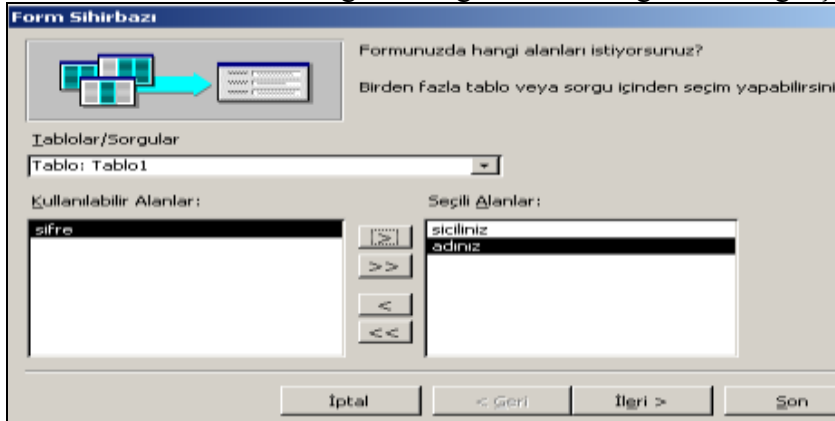 Form Sihirbazı
Formunuzda hangi alanları istiyorsunuz?
Birden fazla tablo veya sorgu içinden seçim yapabilirsini
Tablolar/Sorgular
Tablo: Tablo1
Kullanılabilir Alanlar:
Seçili Alanlar:
sifre
siciliniz
adınız
>
>>
<
<<
İptal
< Geri
İleri >
Son